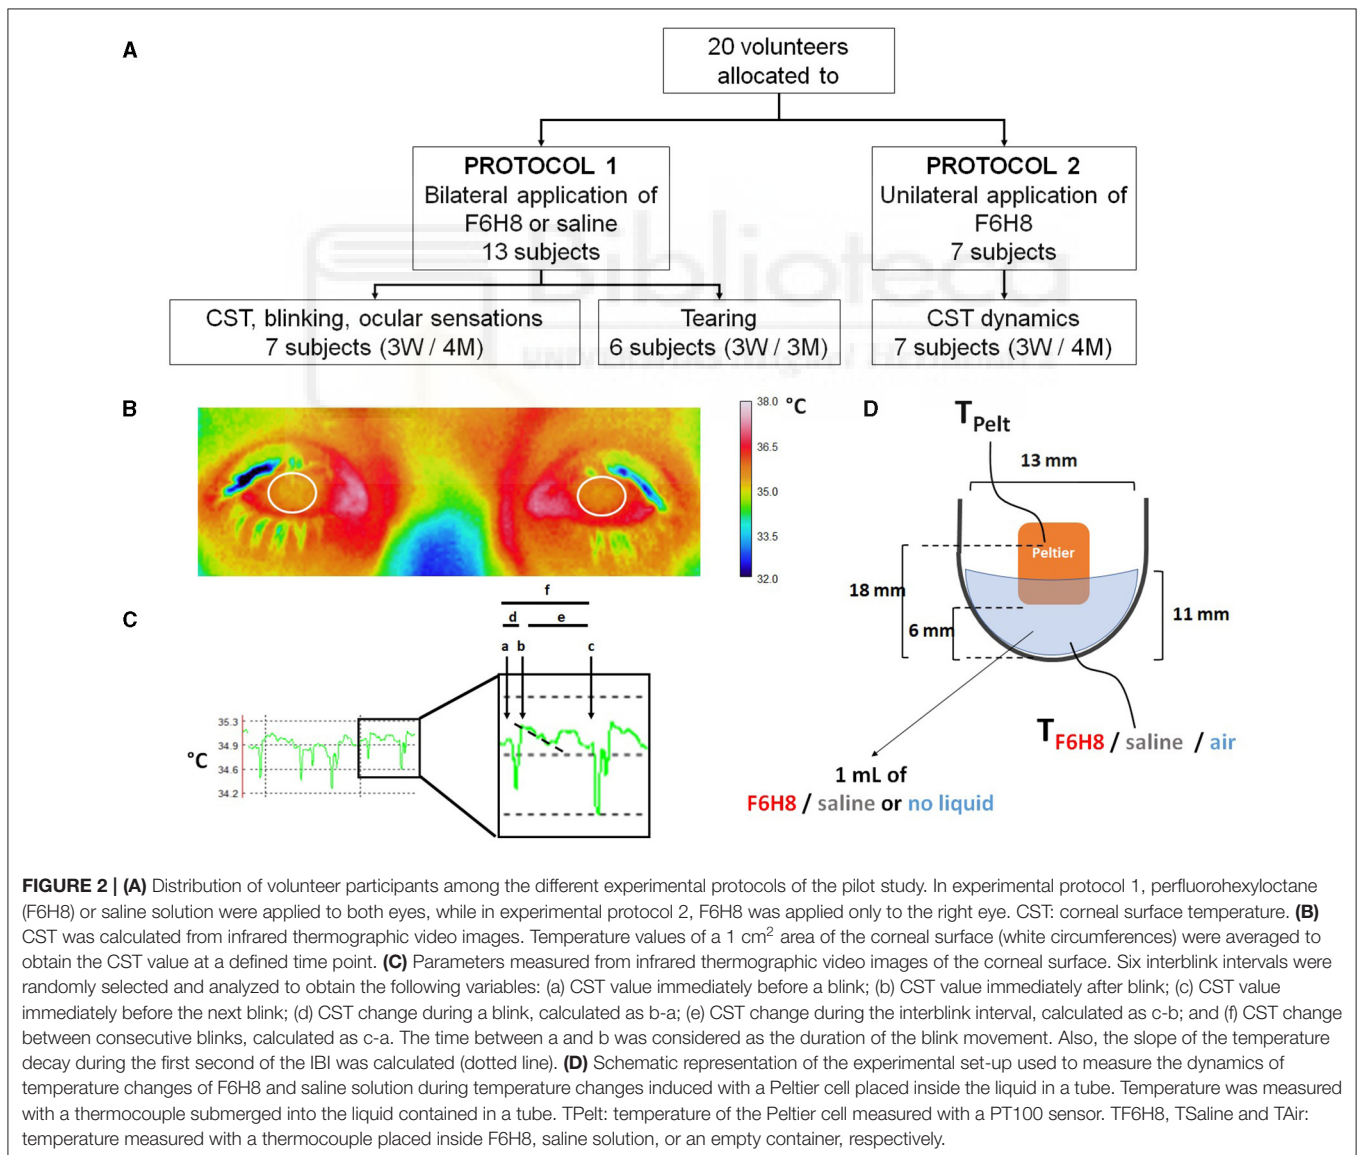 A
20 volunteers
allocated to
PROTOCOL 1
Bilateral application of
F6H8 or saline
13 subjects
PROTOCOL 2
Unilateral application of
F6H8
7 subjects
CST, blinking, ocular sensations
7 subjects (3W / 4M)
Tearing
6 subjects (3W / 3M)
CST dynamics
7 subjects (3W / 4M)
Biblioteca
B
38.0 °C
36.5
35.0
33.5
32.0
C
f
d e
a b c
35.3
34.9
34.6
34.2
°C
D
TPelt
13 mm
Peltier
18 mm
6 mm
11 mm
TF6H8 / saline / air
1 mL of
F6H8 / saline or no liquid
FIGURE 2 | (A) Distribution of volunteer participants among the different experimental protocols of the pilot study. In experimental protocol 1, perfluorohexyloctane
(F6H8) or saline solution were applied to both eyes, while in experimental protocol 2, F6H8 was applied only to the right eye. CST: corneal surface temperature. (B)
CST was calculated from infrared thermographic video images. Temperature values of a 1 cm² area of the corneal surface (white circumferences) were averaged to
obtain the CST value at a defined time point. (C) Parameters measured from infrared thermographic video images of the corneal surface. Six interblink intervals were
randomly selected and analyzed to obtain the following variables: (a) CST value immediately before a blink; (b) CST value immediately after blink; (c) CST value
immediately before the next blink; (d) CST change during a blink, calculated as b-a; (e) CST change during the interblink interval, calculated as c-b; and (f) CST change
between consecutive blinks, calculated as c-a. The time between a and b was considered as the duration of the blink movement. Also, the slope of the temperature
decay during the first second of the IBI was calculated (dotted line). (D) Schematic representation of the experimental set-up used to measure the dynamics of
temperature changes of F6H8 and saline solution during temperature changes induced with a Peltier cell placed inside the liquid in a tube. Temperature was measured
with a thermocouple submerged into the liquid contained in a tube. TPelt: temperature of the Peltier cell measured with a PT100 sensor. TF6H8, TSaline and TAir:
temperature measured with a thermocouple placed inside F6H8, saline solution, or an empty container, respectively.